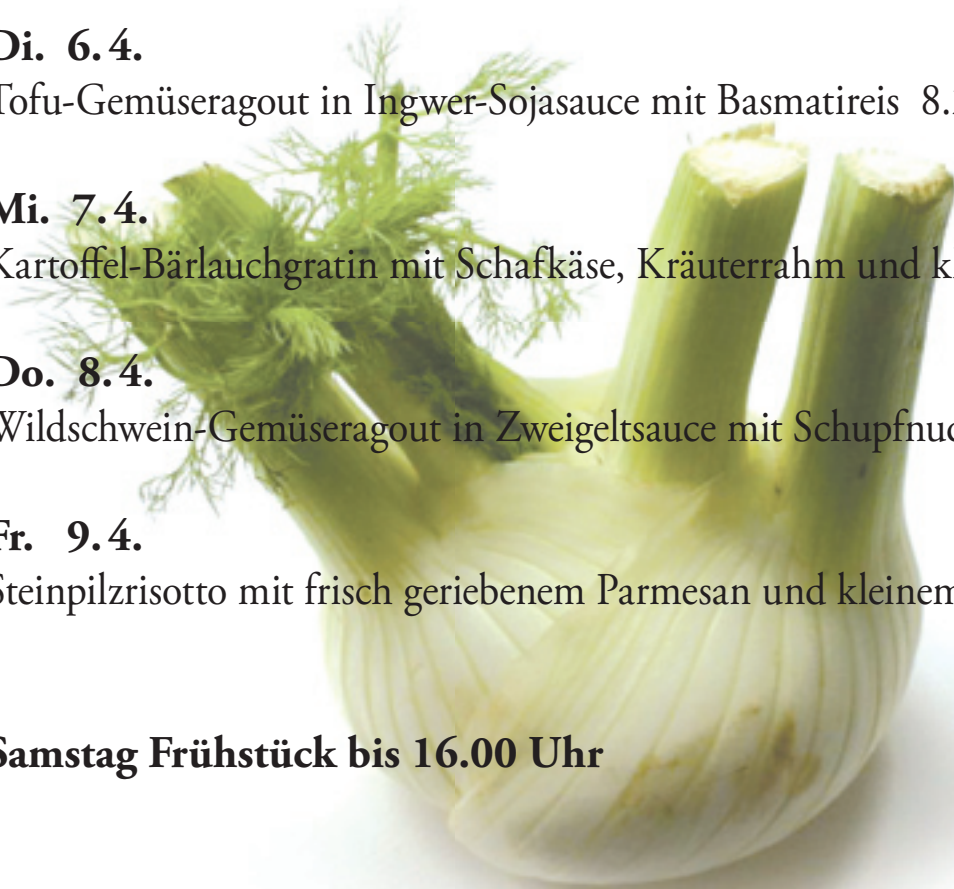 Di. 6.4.
Tofu-Gemüseragout in Ingwer-Sojasauce mit Basmatireis 8.
Mi. 7.4.
Kartoffel-Bärlauchgratin mit Schafkäse, Kräuterrahm und
Do. 8.4.
Wildschwein-Gemüseragout in Zweigeltsauce mit
Fr. 9.4.
Steinpilzrisotto mit frisch geriebenem Parmesan und kleinem
Samstag Frühstück bis 16.00 Uhr